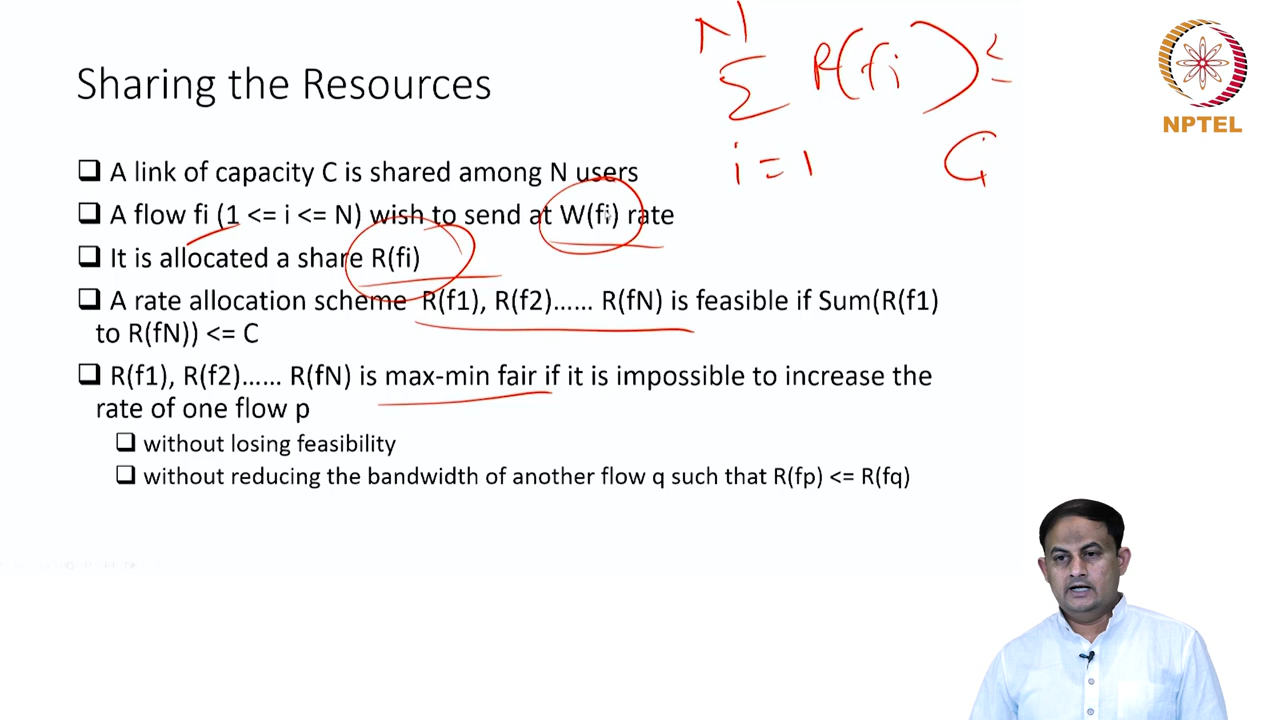 Sharing the Resources
N
Σ R(fi) <=
i=1 C
NPTEL
❑ A link of capacity C is shared among N users
❑ A flow fi (1 <= i <= N) wish to send at W(fi) rate
❑ It is allocated a share R(fi)
❑ A rate allocation scheme R(f1), R(f2)...... R(fN) is feasible if Sum(R(f1)
to R(fN)) <= C
❑ R(f1), R(f2)...... R(fN) is max-min fair if it is impossible to increase the
rate of one flow p
❑ without losing feasibility
❑ without reducing the bandwidth of another flow q such that R(fp) <= R(fq)